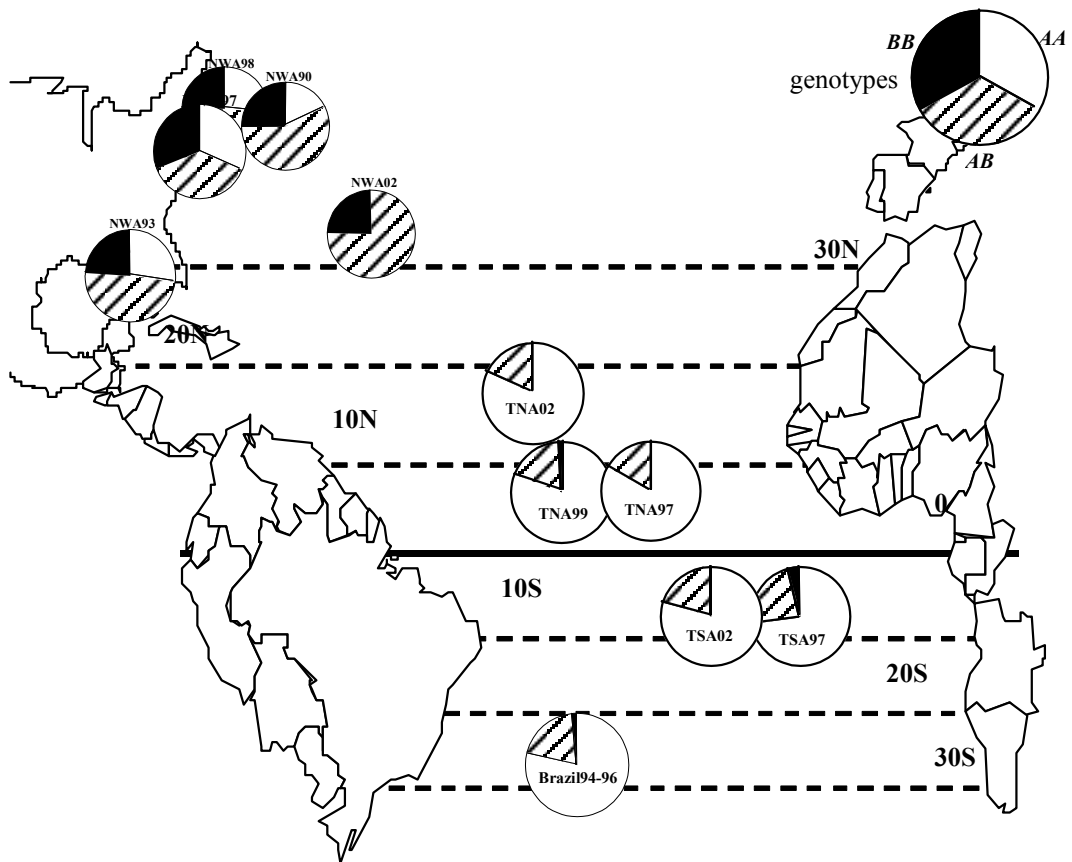 BB
AA
genotypes
AB
NWA98
NWA90
97
NWA02
NWA93
30N
20N
TNA02
10N
TNA99
TNA97
0
10S
TSA02
TSA97
20S
30S
Brazil94-96